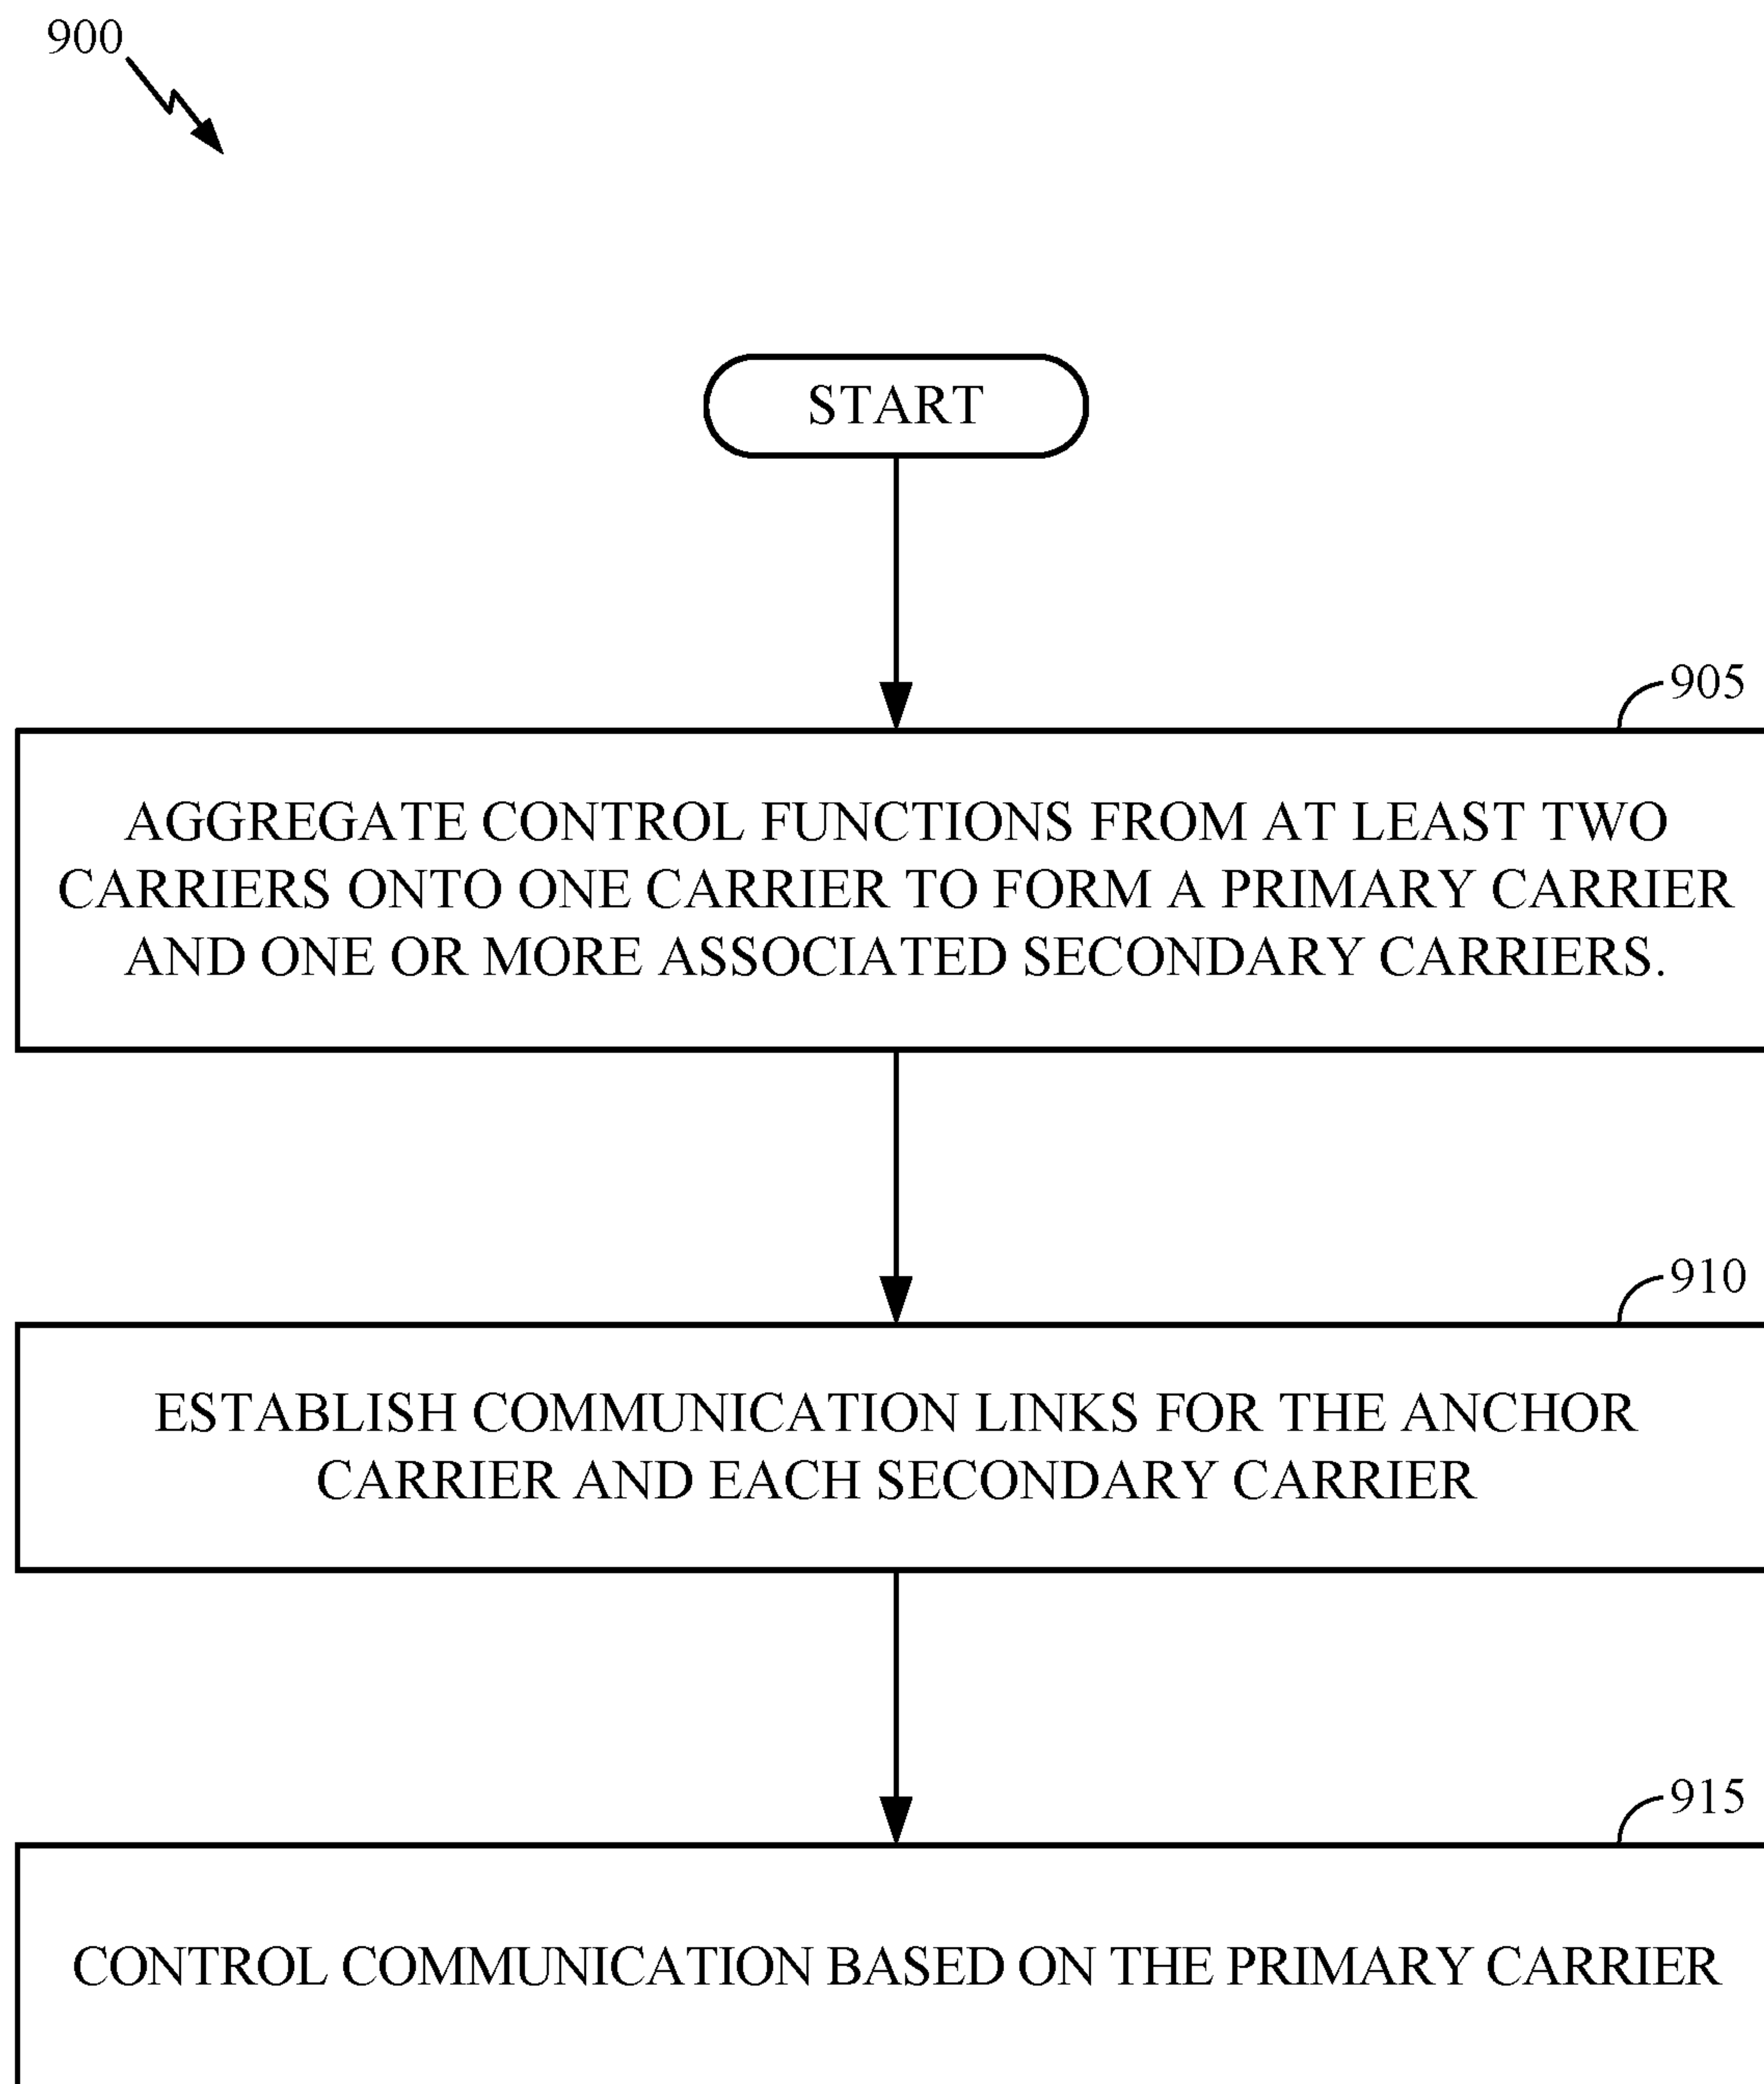 900
START
905
AGGREGATE CONTROL FUNCTIONS FROM AT LEAST TWO
CARRIERS ONTO ONE CARRIER TO FORM A PRIMARY CARRIER
AND ONE OR MORE ASSOCIATED SECONDARY CARRIERS.
910
ESTABLISH COMMUNICATION LINKS FOR THE ANCHOR
CARRIER AND EACH SECONDARY CARRIER
915
CONTROL COMMUNICATION BASED ON THE PRIMARY CARRIER